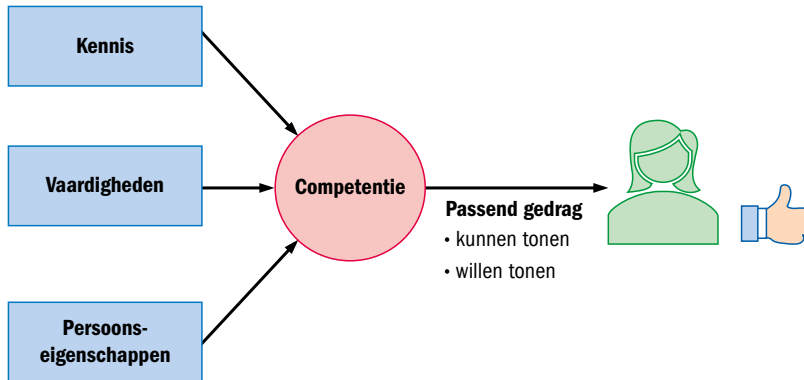 Kennis
Vaardigheden
Persoons-
eigenschappen
Competentie
Passend gedrag
• kunnen tonen
• willen tonen